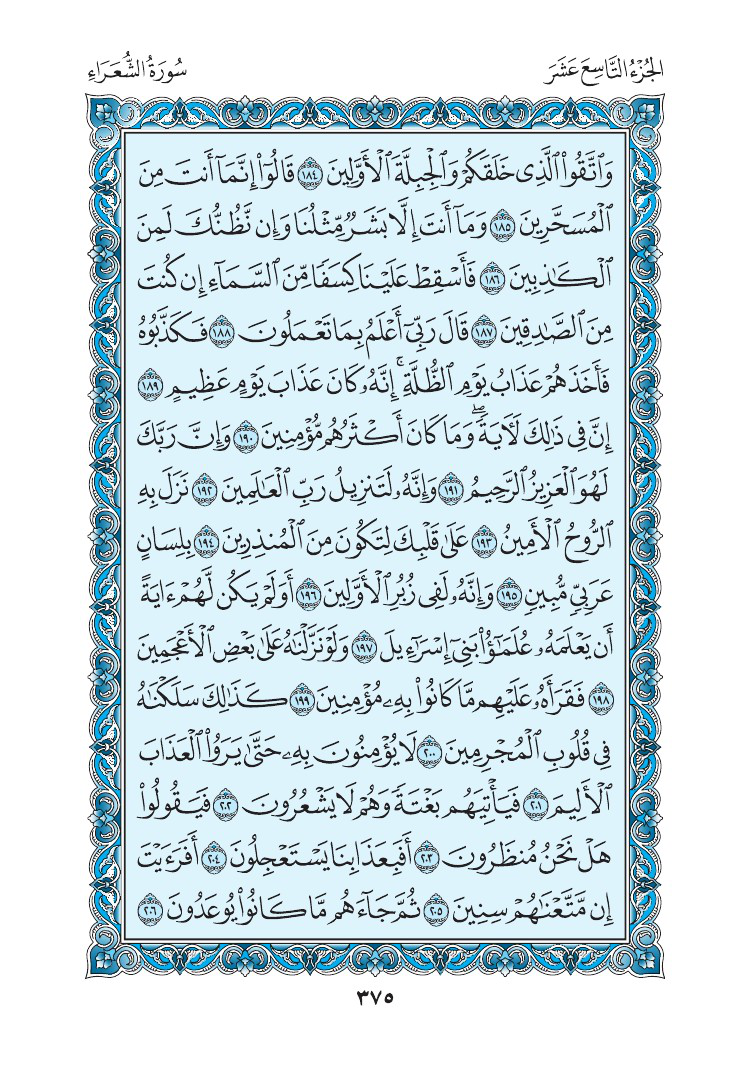 الجُزْءُ التَّاسِعَ عَشَرَ
سُورَةُ الشُّعَرَاءِ
وَٱتَّقُوا۟ ٱلَّذِى خَلَقَكُمْ وَٱلْجِبِلَّةَ ٱلْأَوَّلِينَ ١٨٤ قَالُوٓا۟ إِنَّمَآ أَنتَ مِنَ
ٱلْمُسَحَّرِينَ ١٨٥ وَمَآ أَنتَ إِلَّا بَشَرٌ مِّثْلُنَا وَإِن نَّظُنُّكَ لَمِنَ
ٱلْكَـٰذِبِينَ ١٨٦ فَأَسْقِطْ عَلَيْنَا كِسَفًا مِّنَ ٱلسَّمَآءِ إِن كُنتَ
مِنَ ٱلصَّـٰدِقِينَ ١٨٧ قَالَ رَبِّىٓ أَعْلَمُ بِمَا تَعْمَلُونَ ١٨٨ فَكَذَّبُوهُ
فَأَخَذَهُمْ عَذَابُ يَوْمِ ٱلظُّلَّةِ ۚ إِنَّهُۥ كَانَ عَذَابَ يَوْمٍ عَظِيمٍ ١٨٩
إِنَّ فِى ذَٰلِكَ لَـَٔايَةً ۖ وَمَا كَانَ أَكْثَرُهُم مُّؤْمِنِينَ ١٩٠ وَإِنَّ رَبَّكَ
لَهُوَ ٱلْعَزِيزُ ٱلرَّحِيمُ ١٩١ وَإِنَّهُۥ لَتَنزِيلُ رَبِّ ٱلْعَـٰلَمِينَ ١٩٢ نَزَلَ بِهِ
ٱلرُّوحُ ٱلْأَمِينُ ١٩٣ عَلَىٰ قَلْبِكَ لِتَكُونَ مِنَ ٱلْمُنذِرِينَ ١٩٤ بِلِسَانٍ
عَرَبِىٍّ مُّبِينٍ ١٩٥ وَإِنَّهُۥ لَفِى زُبُرِ ٱلْأَوَّلِينَ ١٩٦ أَوَلَمْ يَكُن لَّهُمْ ءَايَةً
أَن يَعْلَمَهُۥ عُلَمَـٰٓؤُا۟ بَنِىٓ إِسْرَٰٓءِيلَ ١٩٧ وَلَوْ نَزَّلْنَـٰهُ عَلَىٰ بَعْضِ ٱلْأَعْجَمِينَ
١٩٨ فَقَرَأَهُۥ عَلَيْهِم مَّا كَانُوا۟ بِهِۦ مُؤْمِنِينَ ١٩٩ كَذَٰلِكَ سَلَكْنَـٰهُ
فِى قُلُوبِ ٱلْمُجْرِمِينَ ٢٠٠ لَا يُؤْمِنُونَ بِهِۦ حَتَّىٰ يَرَوُا۟ ٱلْعَذَابَ
ٱلْأَلِيمَ ٢٠١ فَيَأْتِيَهُم بَغْتَةً وَهُمْ لَا يَشْعُرُونَ ٢٠٢ فَيَقُولُوا۟
هَلْ نَحْنُ مُنظَرُونَ ٢٠٣ أَفَبِعَذَابِنَا يَسْتَعْجِلُونَ ٢٠٤ أَفَرَءَيْتَ
إِن مَّتَّعْنَـٰهُمْ سِنِينَ ٢٠٥ ثُمَّ جَآءَهُم مَّا كَانُوا۟ يُوعَدُونَ ٢٠٦
٣٧٥